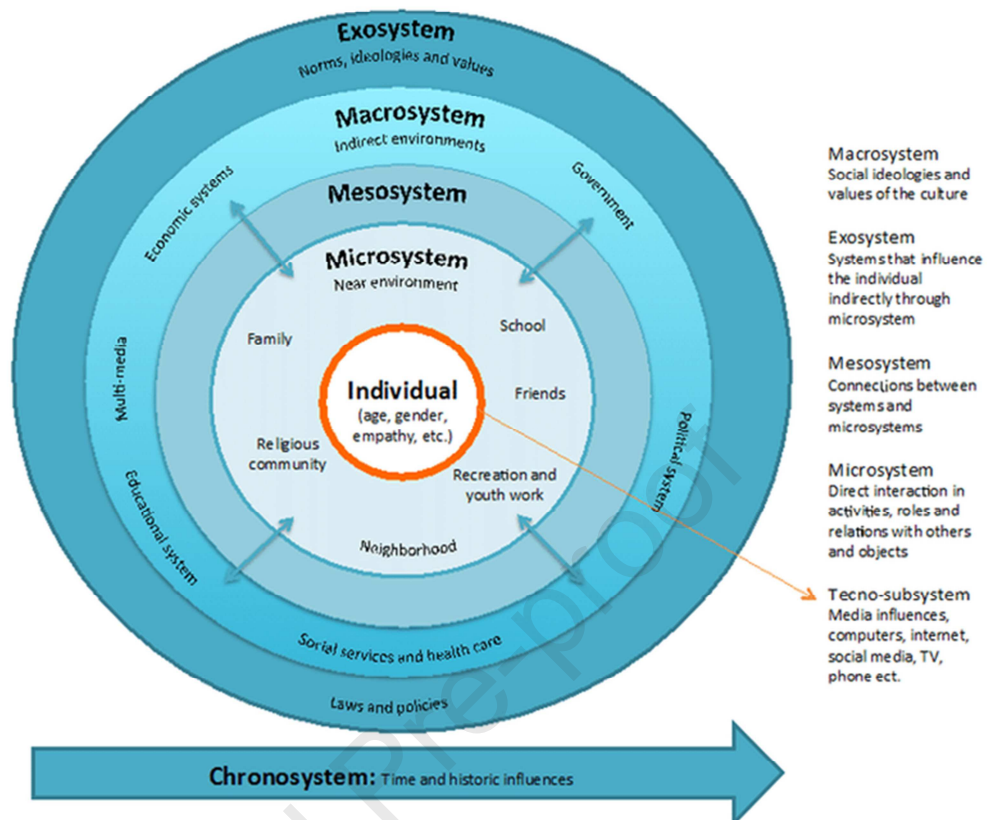 Exosystem
Norms, ideologies and values
Macrosystem
Indirect environments
Economic systems
Government
Mesosystem
Microsystem
Near environment
Family
School
Multi-media
Individual
(age, gender,
empathy, etc.)
Friends
Religious
community
Recreation and
youth work
Political system
Educational system
Neighborhood
Social services and health care
Laws and policies
Chronosystem: Time and historic influences
Macrosystem
Social ideologies and
values of the culture
Exosystem
Systems that influence
the individual
indirectly through
microsystem
Mesosystem
Connections between
systems and
microsystems
Microsystem
Direct interaction in
activities, roles and
relations with others
and objects
Tecno-subsystem
Media influences,
computers, internet,
social media, TV,
phone ect.
Pre-proof